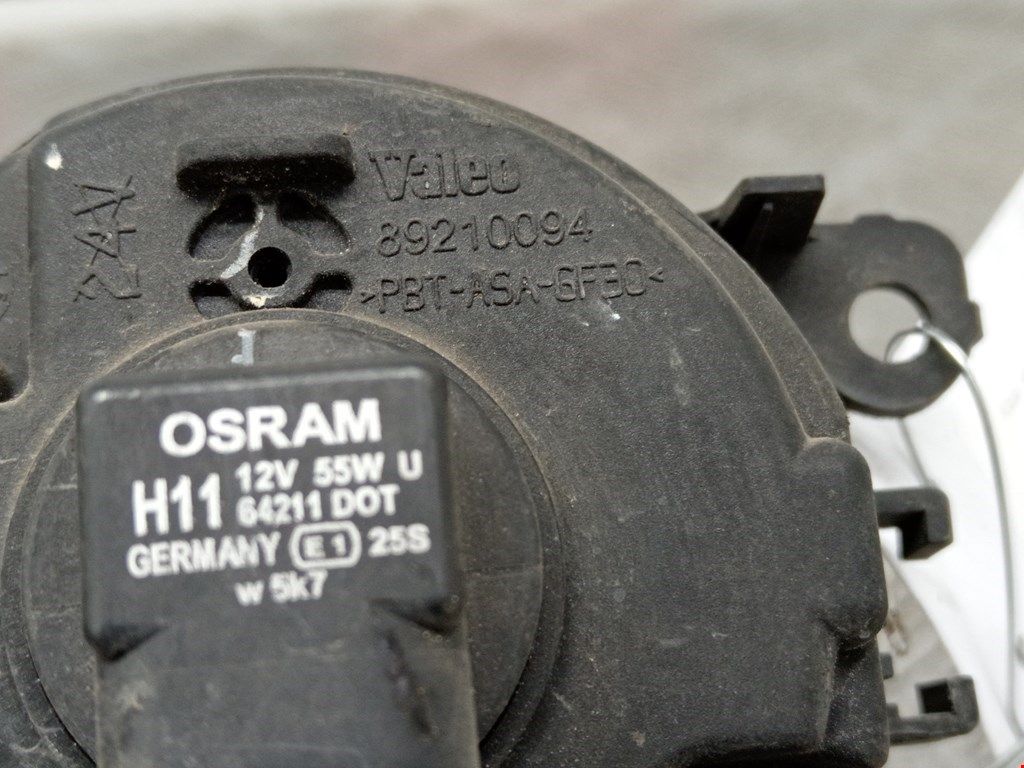 Valeo
89210094
>PBT-ASA-GF30<
OSRAM
H11 12V 55W U
64211 DOT
GERMANY E1 25S
w 5k7